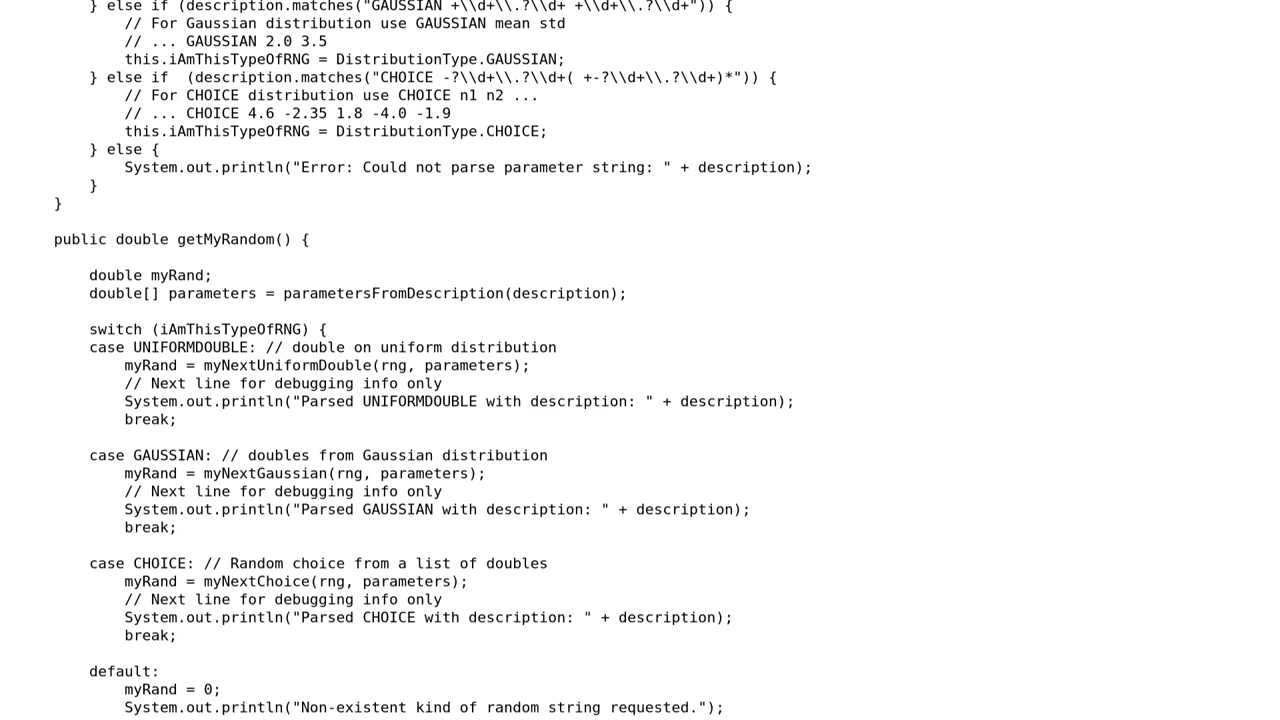 } else if (description.matches("GAUSSIAN +\\d+\\.?\\d+ +\\d+\\.?\\d+")) {
// For Gaussian distribution use GAUSSIAN mean std
// ... GAUSSIAN 2.0 3.5
this.iAmThisTypeOfRNG = DistributionType.GAUSSIAN;
} else if  (description.matches("CHOICE -?\\d+\\.?\\d+( +-?\\d+\\.?\\d+)*")) {
// For CHOICE distribution use CHOICE n1 n2 ...
// ... CHOICE 4.6 -2.35 1.8 -4.0 -1.9
this.iAmThisTypeOfRNG = DistributionType.CHOICE;
} else {
System.out.println("Error: Could not parse parameter string: " + description);
}
}
public double getMyRandom() {
double myRand;
double[] parameters = parametersFromDescription(description);
switch (iAmThisTypeOfRNG) {
case UNIFORMDOUBLE: // double on uniform distribution
myRand = myNextUniformDouble(rng, parameters);
// Next line for debugging info only
System.out.println("Parsed UNIFORMDOUBLE with description: " + description);
break;
case GAUSSIAN: // doubles from Gaussian distribution
myRand = myNextGaussian(rng, parameters);
// Next line for debugging info only
System.out.println("Parsed GAUSSIAN with description: " + description);
break;
case CHOICE: // Random choice from a list of doubles
myRand = myNextChoice(rng, parameters);
// Next line for debugging info only
System.out.println("Parsed CHOICE with description: " + description);
break;
default:
myRand = 0;
System.out.println("Non-existent kind of random string requested.");